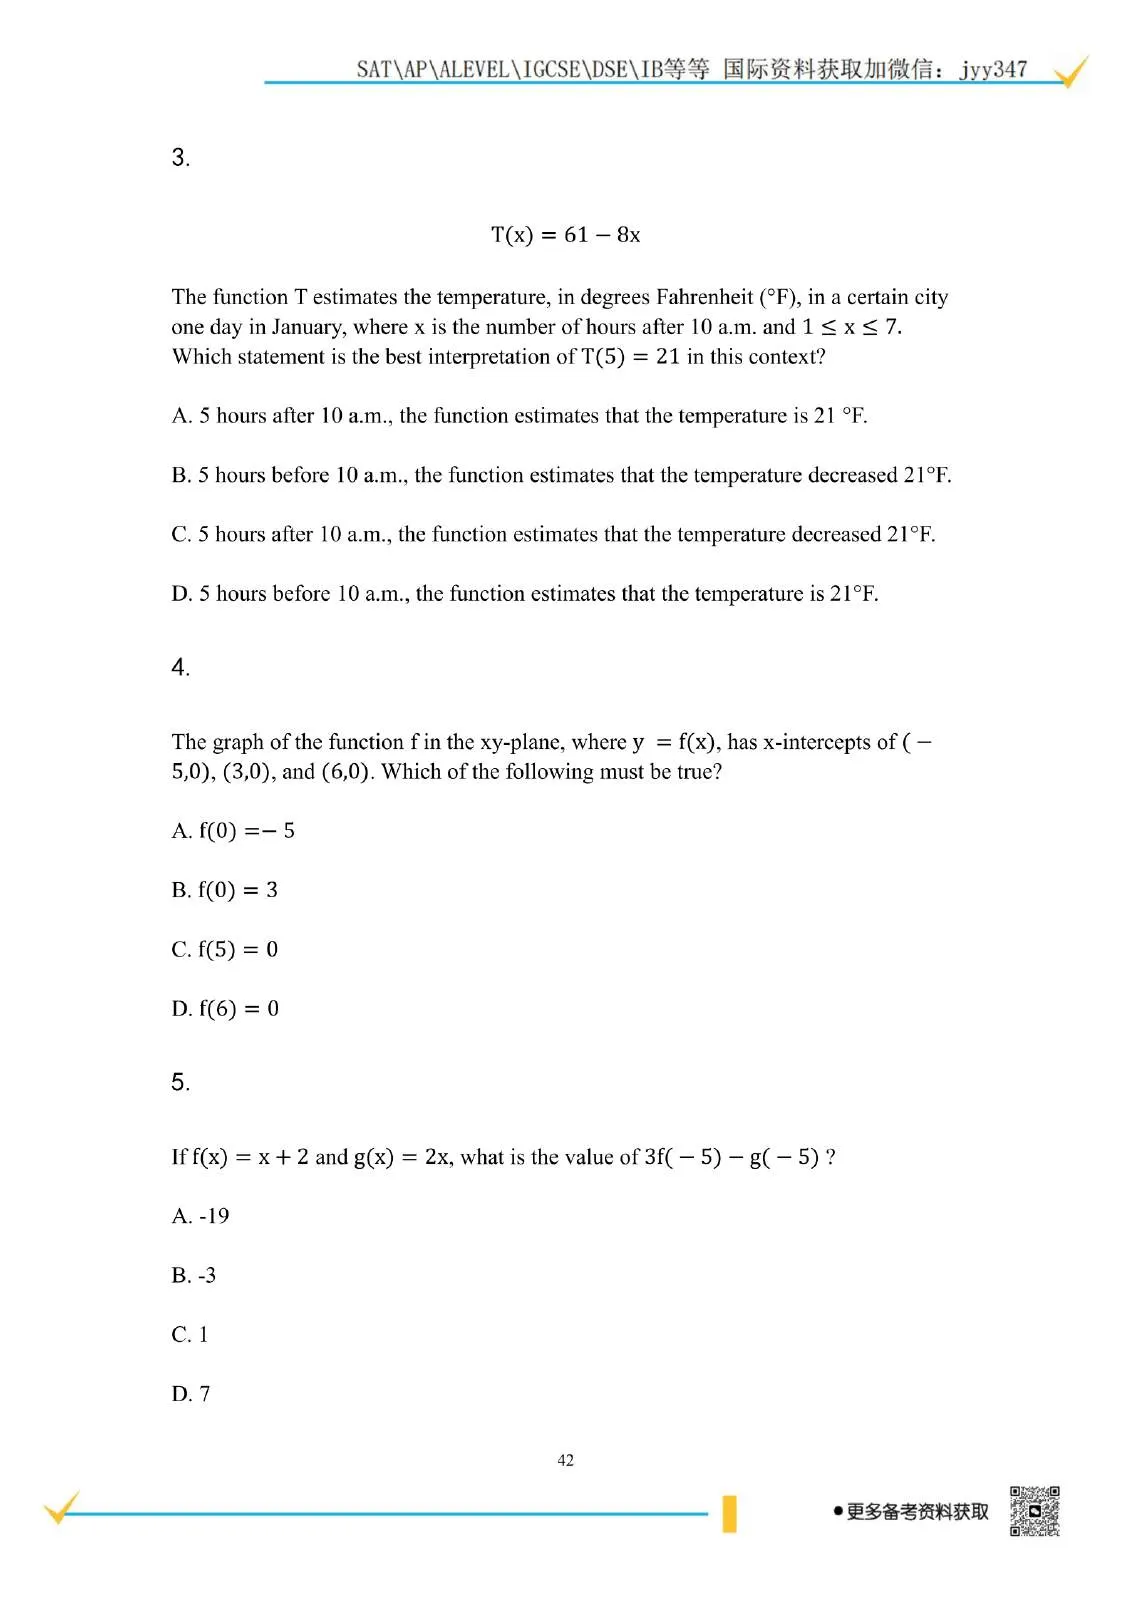 SAT\AP\ALEVEL\IGCSE\DSE\IB等等 国际资料获取加微信：jyy347
3.
T(x) = 61 − 8x
The function T estimates the temperature, in degrees Fahrenheit (°F), in a certain city
one day in January, where x is the number of hours after 10 a.m. and 1 ≤ x ≤ 7.
Which statement is the best interpretation of T(5) = 21 in this context?
A. 5 hours after 10 a.m., the function estimates that the temperature is 21 °F.
B. 5 hours before 10 a.m., the function estimates that the temperature decreased 21°F.
C. 5 hours after 10 a.m., the function estimates that the temperature decreased 21°F.
D. 5 hours before 10 a.m., the function estimates that the temperature is 21°F.
4.
The graph of the function f in the xy-plane, where y = f(x), has x-intercepts of ( −
5,0), (3,0), and (6,0). Which of the following must be true?
A. f(0) =− 5
B. f(0) = 3
C. f(5) = 0
D. f(6) = 0
5.
If f(x) = x + 2 and g(x) = 2x, what is the value of 3f( − 5) − g( − 5) ?
A. -19
B. -3
C. 1
D. 7
42
●更多备考资料获取